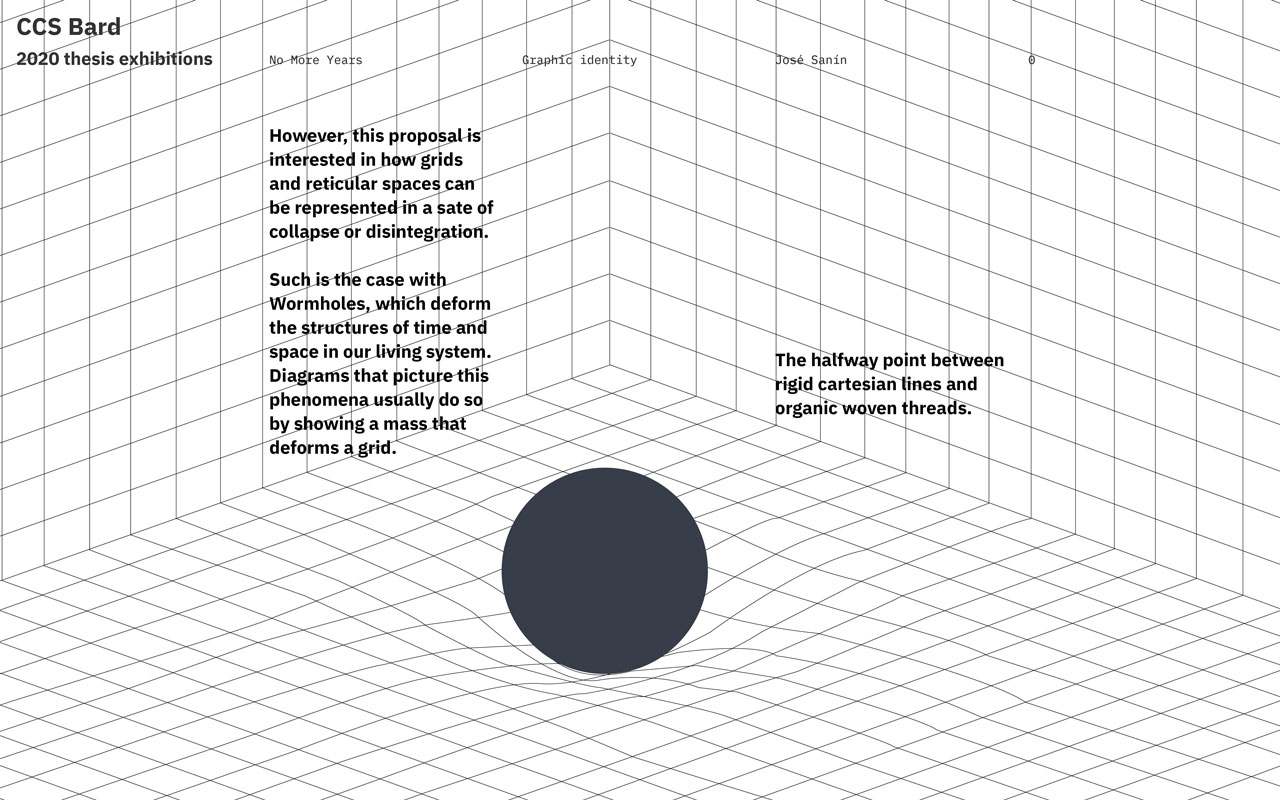 CCS Bard
2020 thesis exhibitions
No More Years
Graphic identity
José Sanín
0
However, this proposal is
interested in how grids
and reticular spaces can
be represented in a sate of
collapse or disintegration.
Such is the case with
Wormholes, which deform
the structures of time and
space in our living system.
Diagrams that picture this
phenomena usually do so
by showing a mass that
deforms a grid.
The halfway point between
rigid cartesian lines and
organic woven threads.